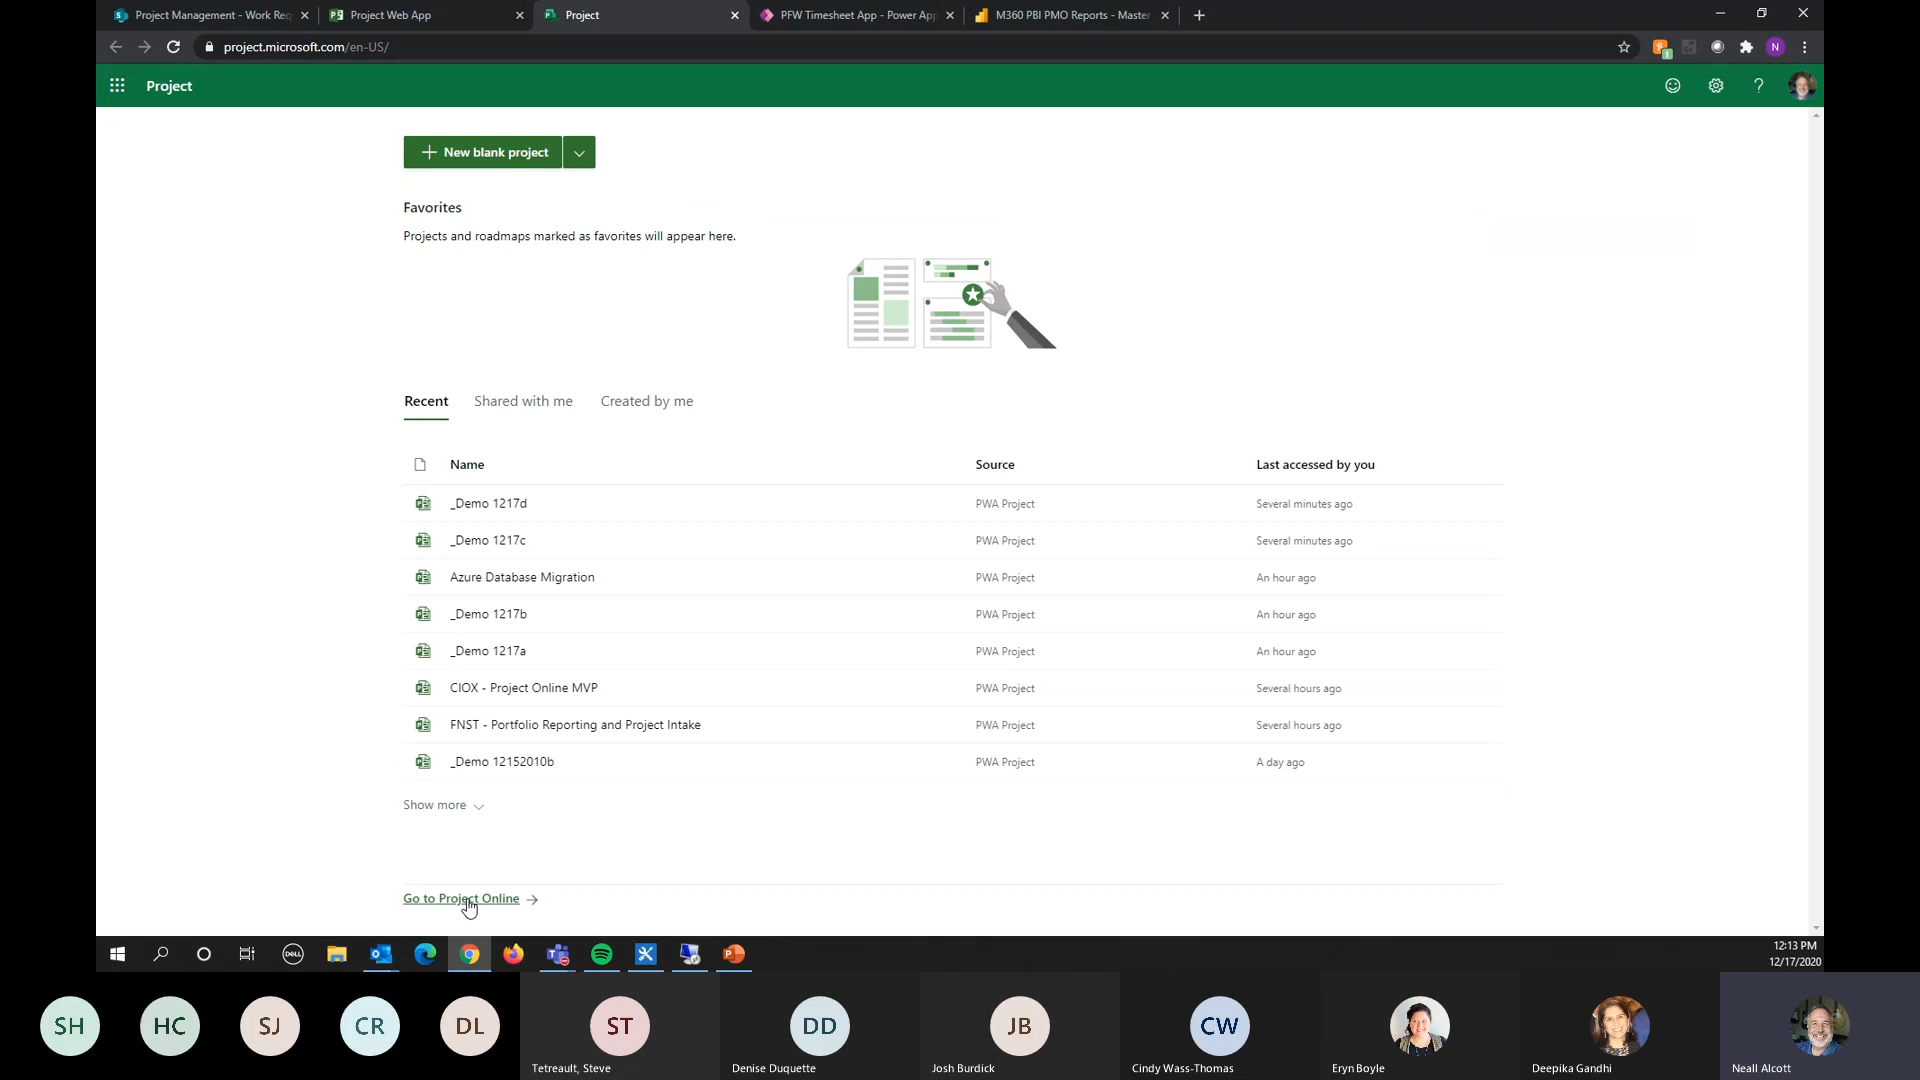 Project Management - Work Req
Project Web App
Project
PFW Timesheet App - Power App
M360 PBI PMO Reports - Master
project.microsoft.com/en-US/
1
N
Project
?
New blank project
Favorites
Projects and roadmaps marked as favorites will appear here.
Recent
Shared with me
Created by me
Name
Source
Last accessed by you
_Demo 1217d
PWA Project
Several minutes ago
_Demo 1217c
PWA Project
Several minutes ago
Azure Database Migration
PWA Project
An hour ago
_Demo 1217b
PWA Project
An hour ago
_Demo 1217a
PWA Project
An hour ago
CIOX - Project Online MVP
PWA Project
Several hours ago
FNST - Portfolio Reporting and Project Intake
PWA Project
Several hours ago
_Demo 12152010b
PWA Project
A day ago
Show more
Go to Project Online
DELL
12:13 PM
12/17/2020
SH
HC
SJ
CR
DL
ST
DD
JB
CW
Tetreault, Steve
Denise Duquette
Josh Burdick
Cindy Wass-Thomas
Eryn Boyle
Deepika Gandhi
Neall Alcott